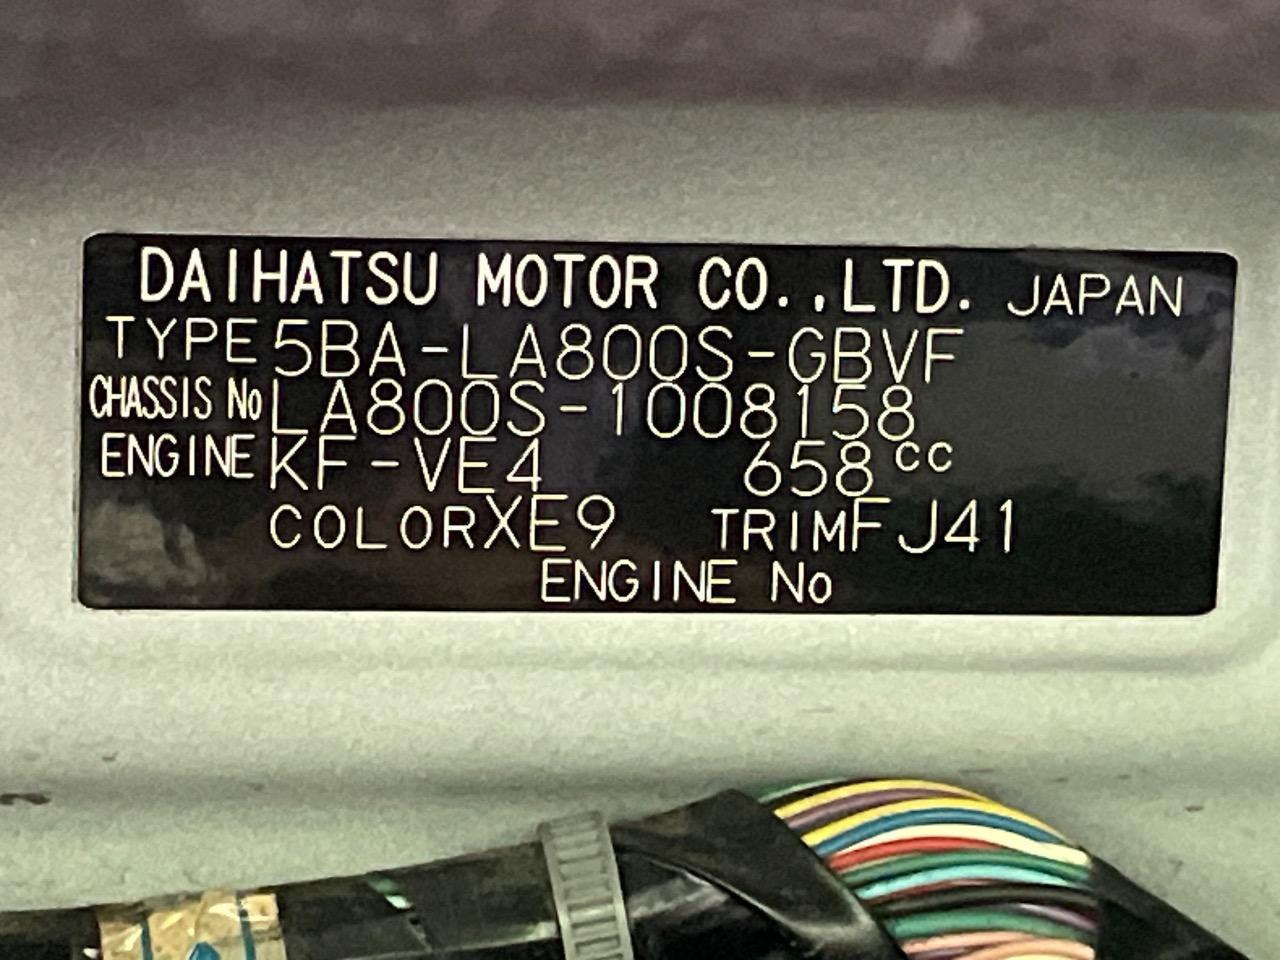 DAIHATSU MOTOR CO.,LTD. JAPAN
TYPE 5BA-LA800S-GBVF
CHASSIS No LA800S-1008158
ENGINE KF-VE4 658cc
COLOR XE9 TRIM FJ41
ENGINE No